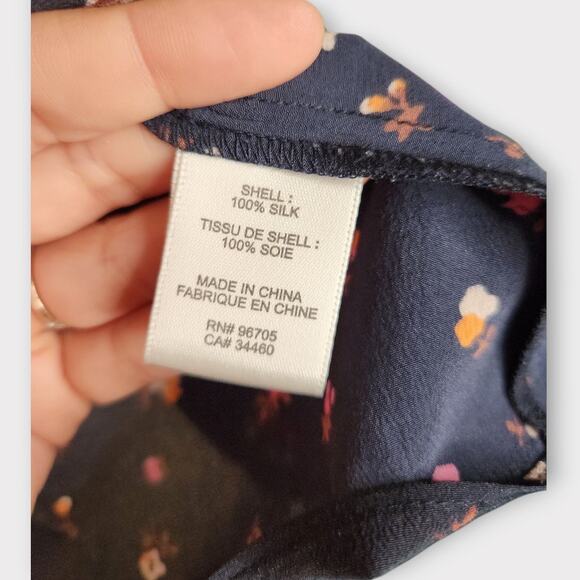 SHELL :
100% SILK
TISSU DE SHELL :
100% SOIE
MADE IN CHINA
FABRIQUE EN CHINE
RN# 96705
CA# 34460